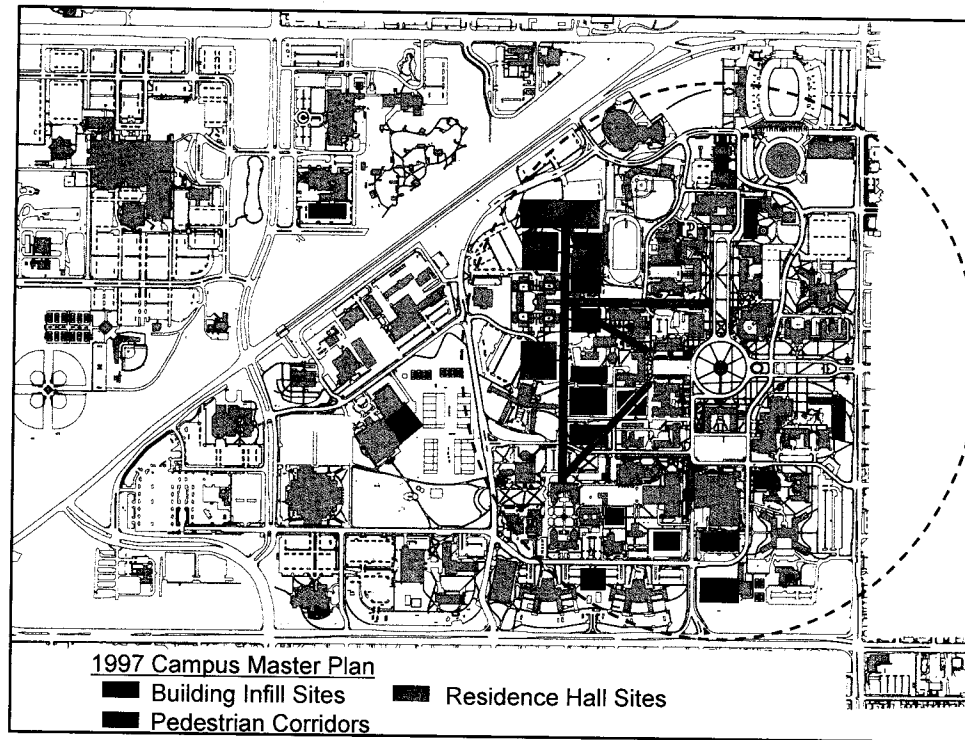 1997 Campus Master Plan
Building Infill Sites
Residence Hall Sites
Pedestrian Corridors